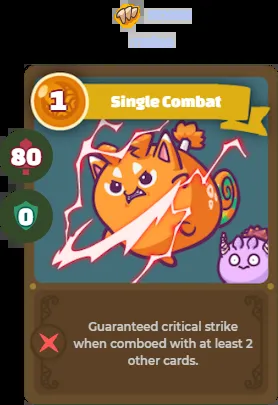 1
Single Combat
80
0
Guaranteed critical strike
when comboed with at least 2
other cards.